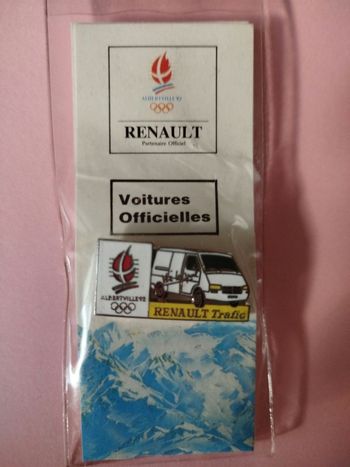 ALBERTVILLE 92
RENAULT
Partenaire Officiel
Voitures
Officielles
ALBERTVILLE 92
RENAULT Trafic